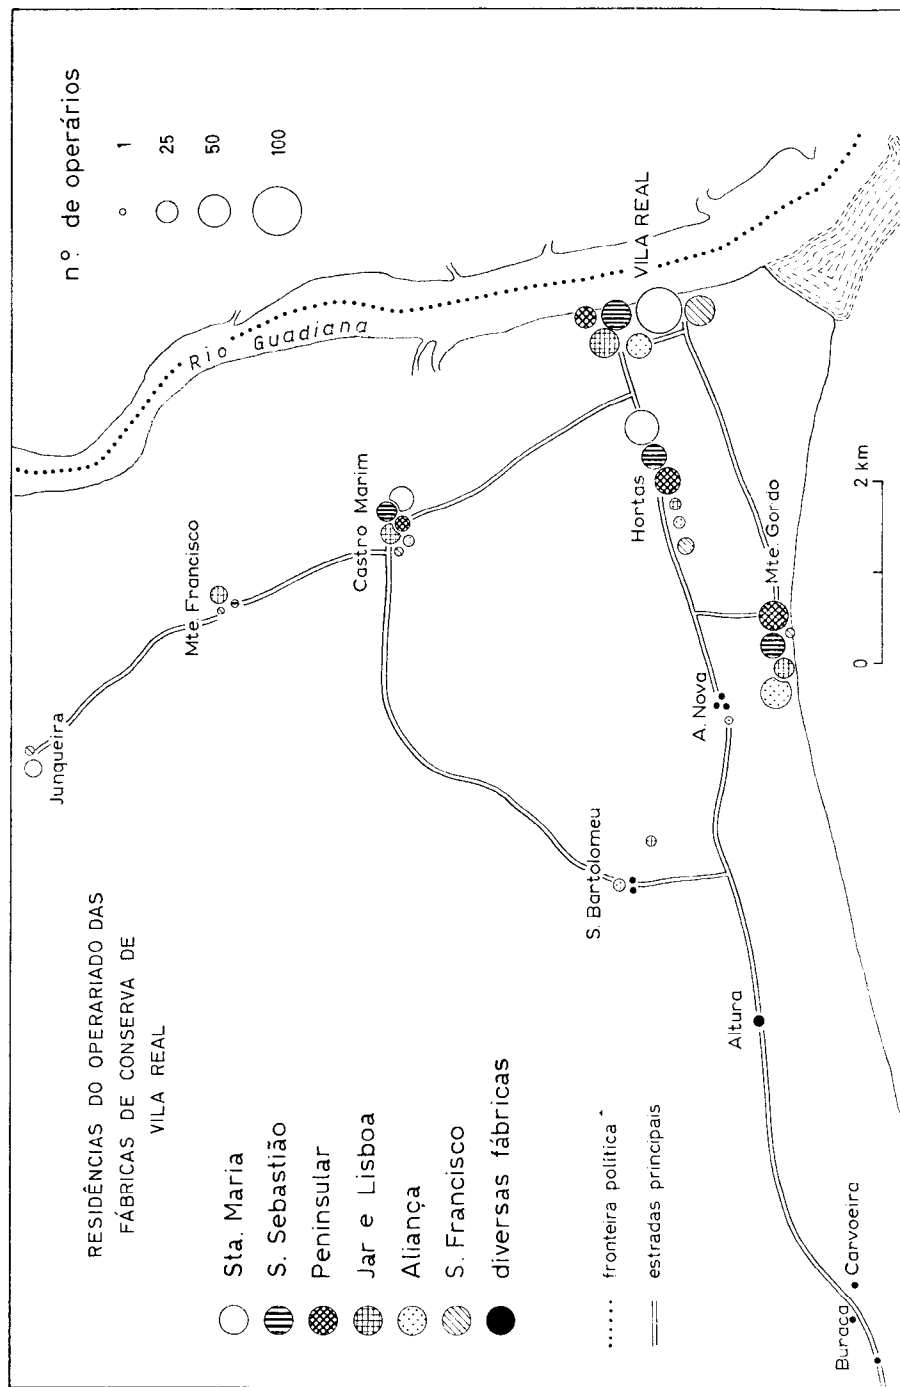 RESIDÊNCIAS DO OPERARIADO DAS
FÁBRICAS DE CONSERVA DE
VILA REAL
Sta. Maria
S. Sebastião
Peninsular
Jar e Lisboa
Aliança
S. Francisco
diversas fábricas
fronteira política
estradas principais
nº. de operários
1
25
50
100
Junqueira
Mte. Francisco
Castro Marim
Rio Guadiana
VILA REAL
Hortas
Mte. Gordo
A. Nova
S. Bartolomeu
Altura
Buraca
Carvoeira
0
2 km